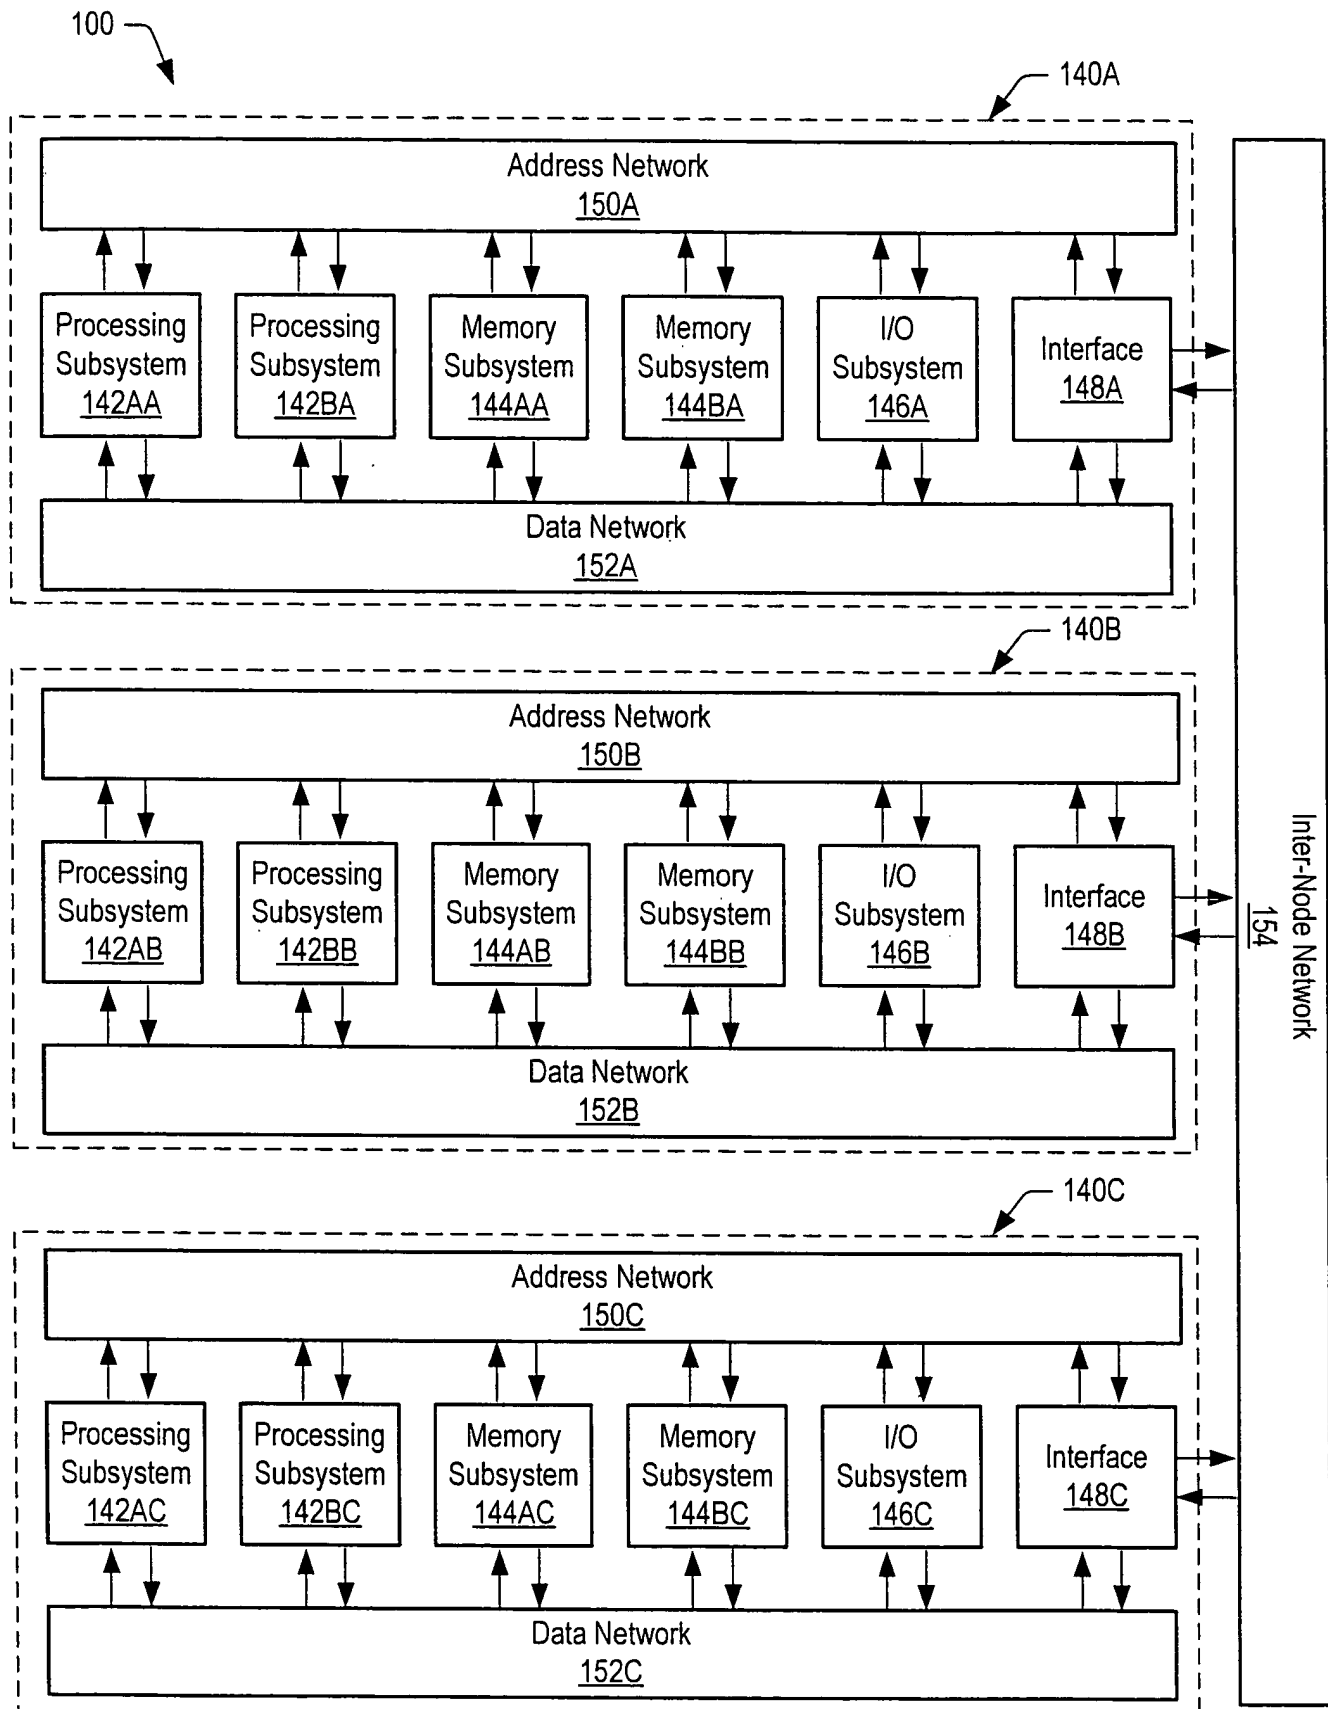 100
140A
Address Network
150A
Processing
Subsystem
142AA
Processing
Subsystem
142BA
Memory
Subsystem
144AA
Memory
Subsystem
144BA
I/O
Subsystem
146A
Interface
148A
Data Network
152A
140B
Address Network
150B
Processing
Subsystem
142AB
Processing
Subsystem
142BB
Memory
Subsystem
144AB
Memory
Subsystem
144BB
I/O
Subsystem
146B
Interface
148B
Data Network
152B
Inter-Node Network
154
140C
Address Network
150C
Processing
Subsystem
142AC
Processing
Subsystem
142BC
Memory
Subsystem
144AC
Memory
Subsystem
144BC
I/O
Subsystem
146C
Interface
148C
Data Network
152C